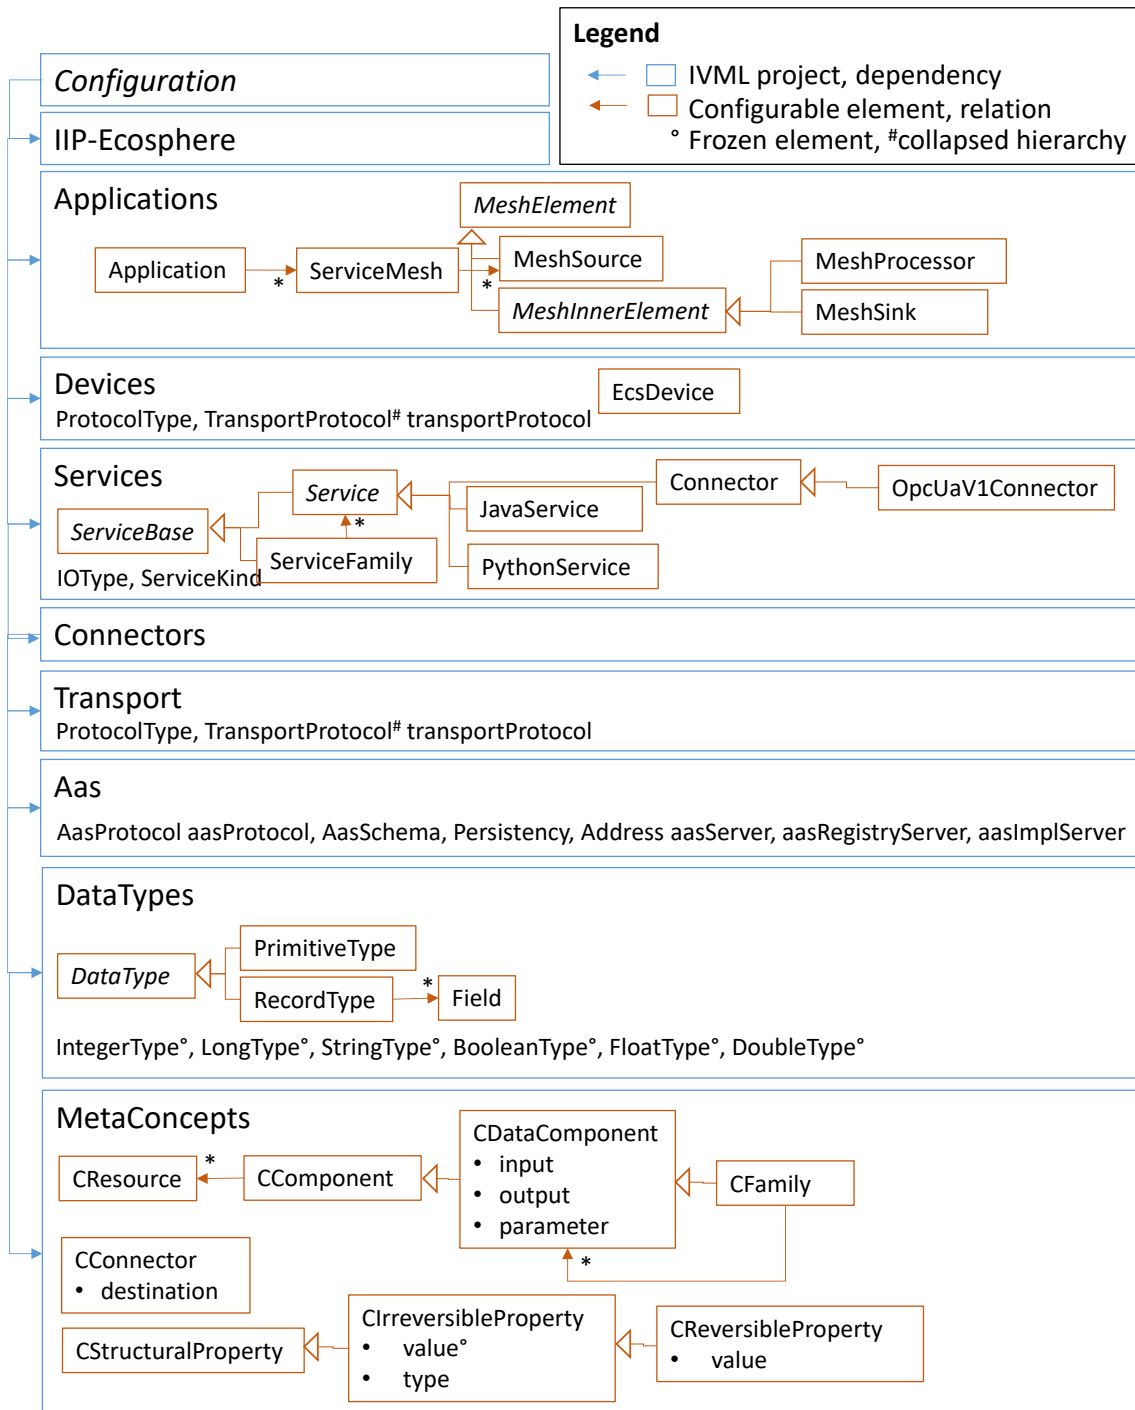 Legend
IVML project, dependency
Configurable element, relation
° Frozen element, #collapsed hierarchy
Configuration
IIP-Ecosphere
Applications
MeshElement
Application
*
ServiceMesh
*
MeshSource
MeshInnerElement
MeshProcessor
MeshSink
Devices
EcsDevice
ProtocolType, TransportProtocol# transportProtocol
Services
Service
Connector
OpcUaV1Connector
JavaService
ServiceBase
*
ServiceFamily
PythonService
IOType, ServiceKind
Connectors
Transport
ProtocolType, TransportProtocol# transportProtocol
Aas
AasProtocol aasProtocol, AasSchema, Persistency, Address aasServer, aasRegistryServer, aasImplServer
DataTypes
PrimitiveType
DataType
RecordType
*
Field
IntegerType°, LongType°, StringType°, BooleanType°, FloatType°, DoubleType°
MetaConcepts
CResource
*
CComponent
CDataComponent
• input
• output
• parameter
CFamily
*
CConnector
• destination
CStructuralProperty
CIrreversibleProperty
• value°
• type
CReversibleProperty
• value